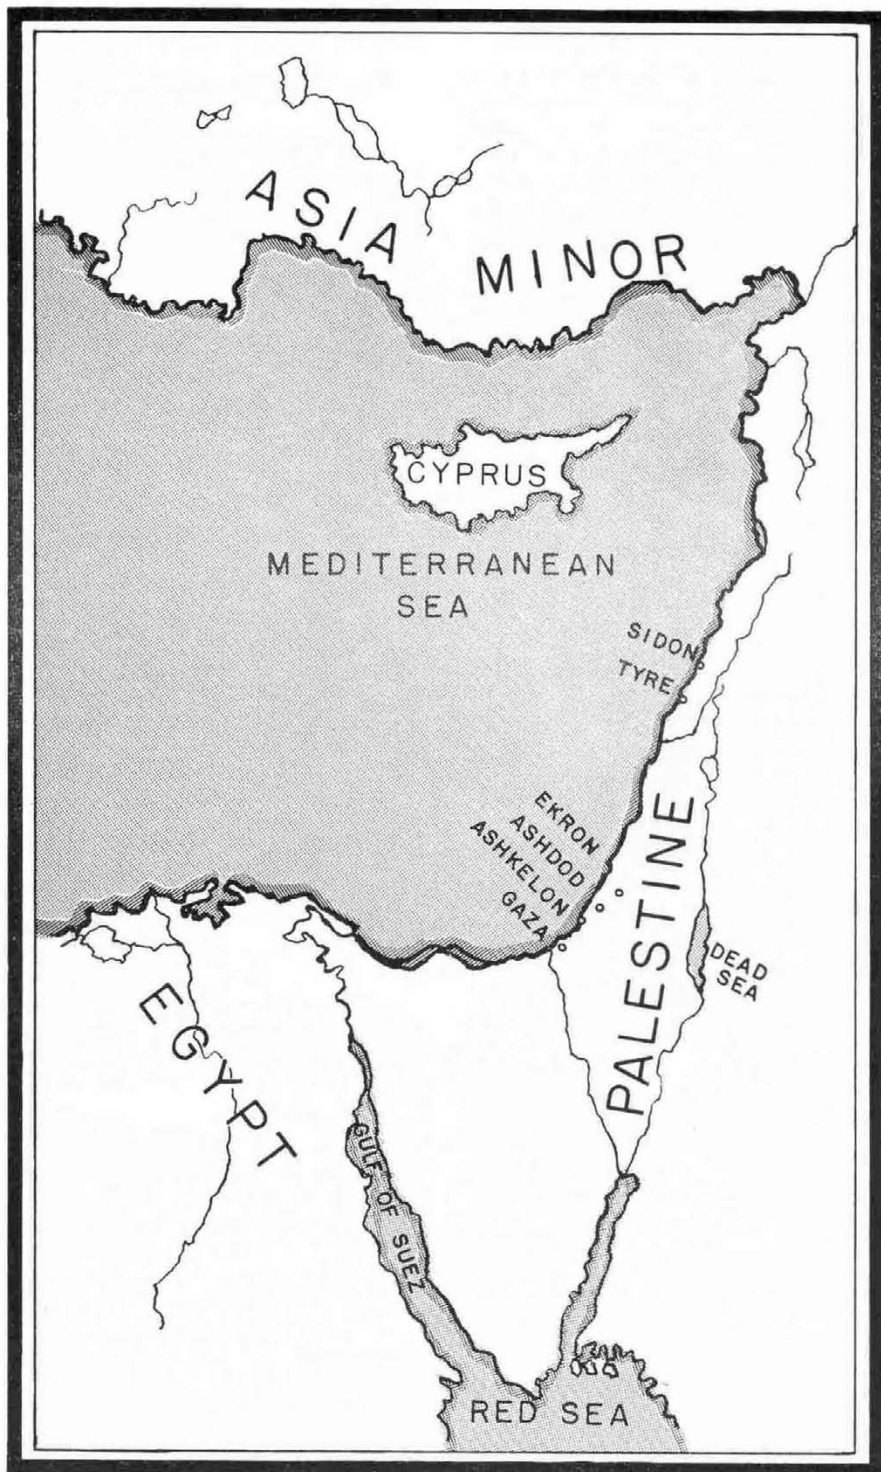 ASIA
MINOR
CYPRUS
MEDITERRANEAN
SEA
SIDON
TYRE
EKRON
ASHDOD
ASHKELON
GAZA
PALESTINE
DEAD
SEA
EGYPT
GULF OF SUEZ
RED SEA